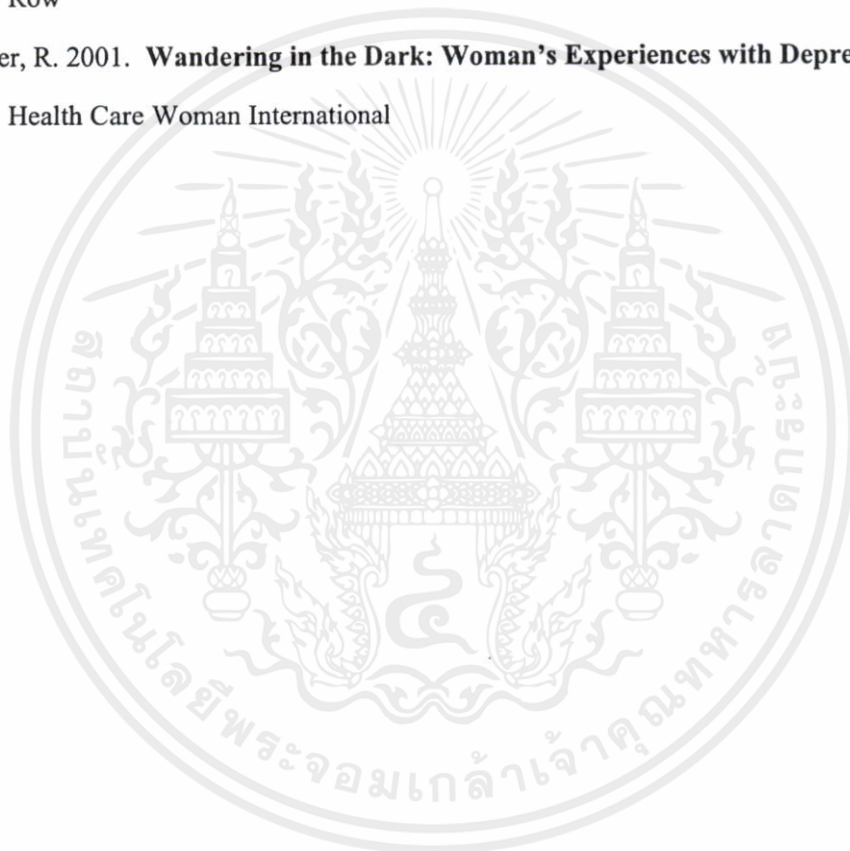 Row
er, R. 2001. Wandering in the Dark: Woman's Experiences with Depre
Health Care Woman International
สถาบันเทคโนโลยีพระจอมเกล้าเจ้าคุณทหารลาดกระบัง
๔